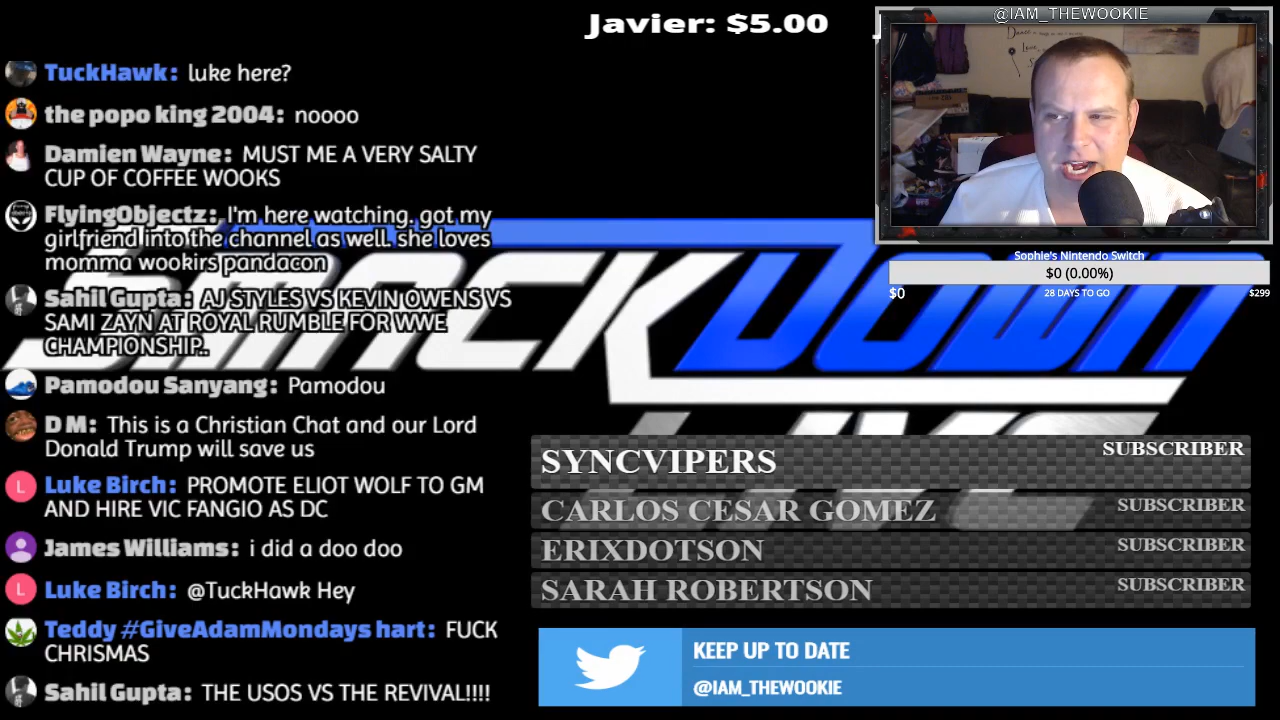 Javier: $5.00
@IAM_THEWOOKIE
TuckHawk: luke here?
the popo king 2004: noooo
Damien Wayne: MUST ME A VERY SALTY
CUP OF COFFEE WOOKS
FlyingObjectz: I'm here watching. got my
girlfriend into the channel as well. she loves
momma wookirs pandacon
Sahil Gupta: AJ STYLES VS KEVIN OWENS VS
SAMI ZAYN AT ROYAL RUMBLE FOR WWE
CHAMPIONSHIP..
Pamodou Sanyang: Pamodou
D M: This is a Christian Chat and our Lord
Donald Trump will save us
Luke Birch: PROMOTE ELIOT WOLF TO GM
AND HIRE VIC FANGIO AS DC
James Williams: i did a doo doo
Luke Birch: @TuckHawk Hey
Teddy #GiveAdamMondays hart: FUCK
CHRISMAS
Sahil Gupta: THE USOS VS THE REVIVAL!!!!
SMACKDOWN
LIVE
Sophie's Nintendo Switch
$0 (0.00%)
$0 28 DAYS TO GO $299
SYNCVIPERS SUBSCRIBER
CARLOS CESAR GOMEZ SUBSCRIBER
ERIXDOTSON SUBSCRIBER
SARAH ROBERTSON SUBSCRIBER
KEEP UP TO DATE
@IAM_THEWOOKIE